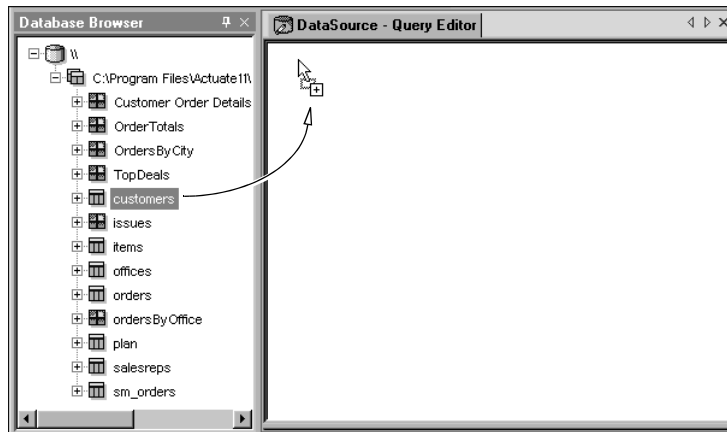 Database Browser
DataSource - Query Editor
\\
C:\Program Files\Actuate11\
Customer Order Details
OrderTotals
OrdersByCity
TopDeals
customers
issues
items
offices
orders
ordersByOffice
plan
salesreps
sm_orders